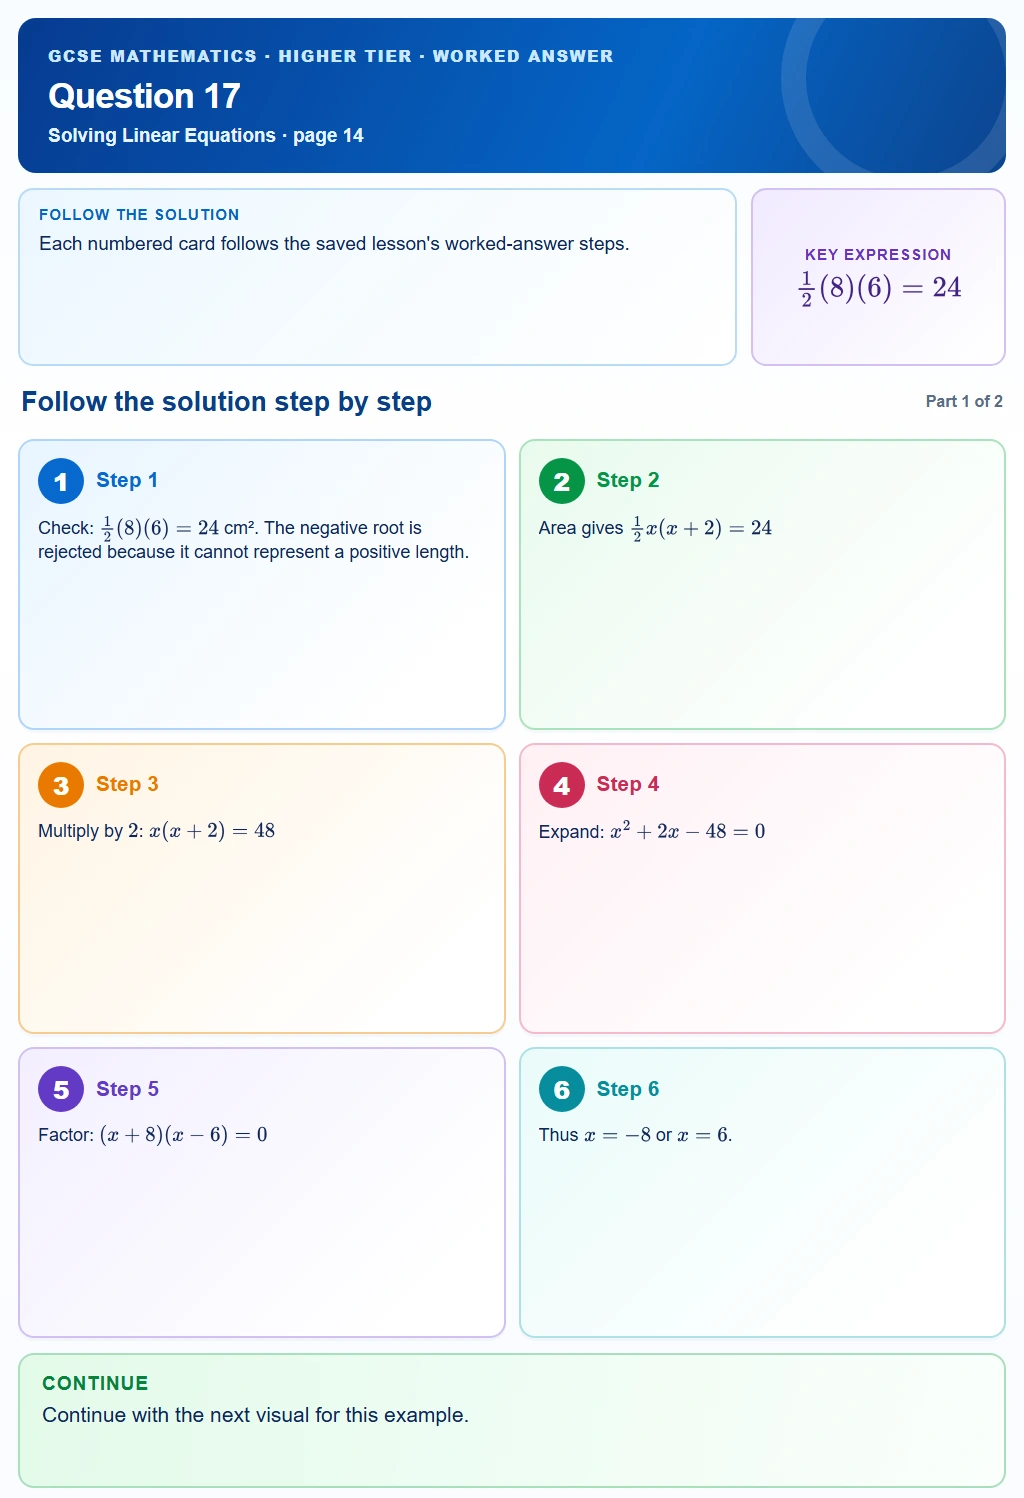 GCSE MATHEMATICS · HIGHER TIER · WORKED ANSWER
Question 17
Solving Linear Equations · page 14
FOLLOW THE SOLUTION
Each numbered card follows the saved lesson's worked-answer steps.
KEY EXPRESSION
½(8)(6) = 24
Follow the solution step by step
Part 1 of 2
1 Step 1
Check: ½(8)(6) = 24 cm². The negative root is
rejected because it cannot represent a positive length.
2 Step 2
Area gives ½x(x + 2) = 24
3 Step 3
Multiply by 2: x(x + 2) = 48
4 Step 4
Expand: x² + 2x − 48 = 0
5 Step 5
Factor: (x + 8)(x − 6) = 0
6 Step 6
Thus x = −8 or x = 6.
CONTINUE
Continue with the next visual for this example.